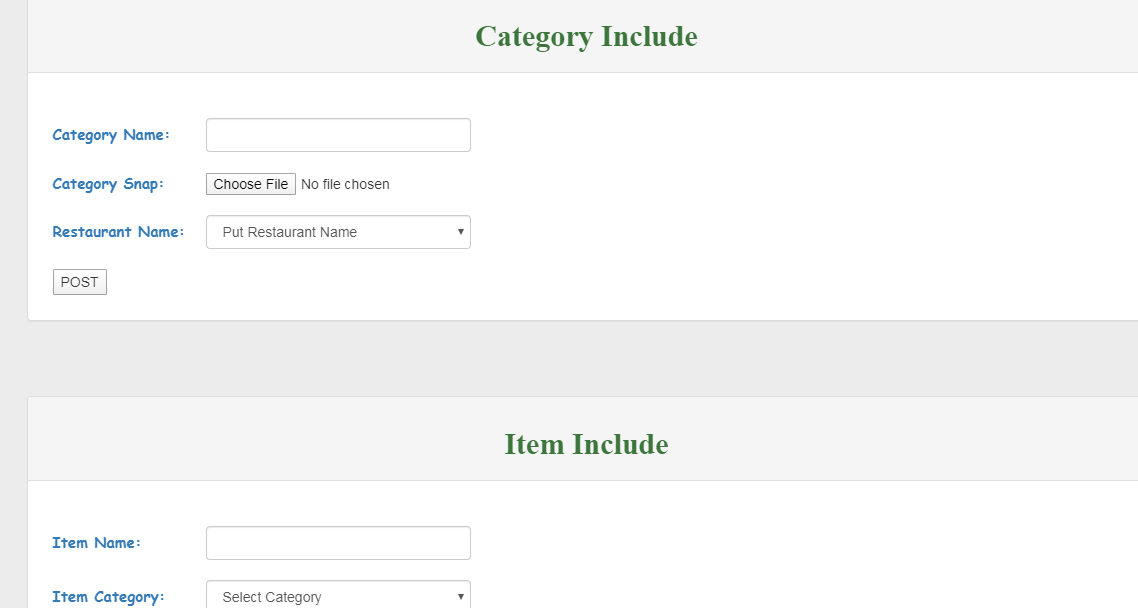 Category Include
Category Name:
Category Snap: Choose File No file chosen
Restaurant Name: Put Restaurant Name
POST
Item Include
Item Name:
Item Category: Select Category